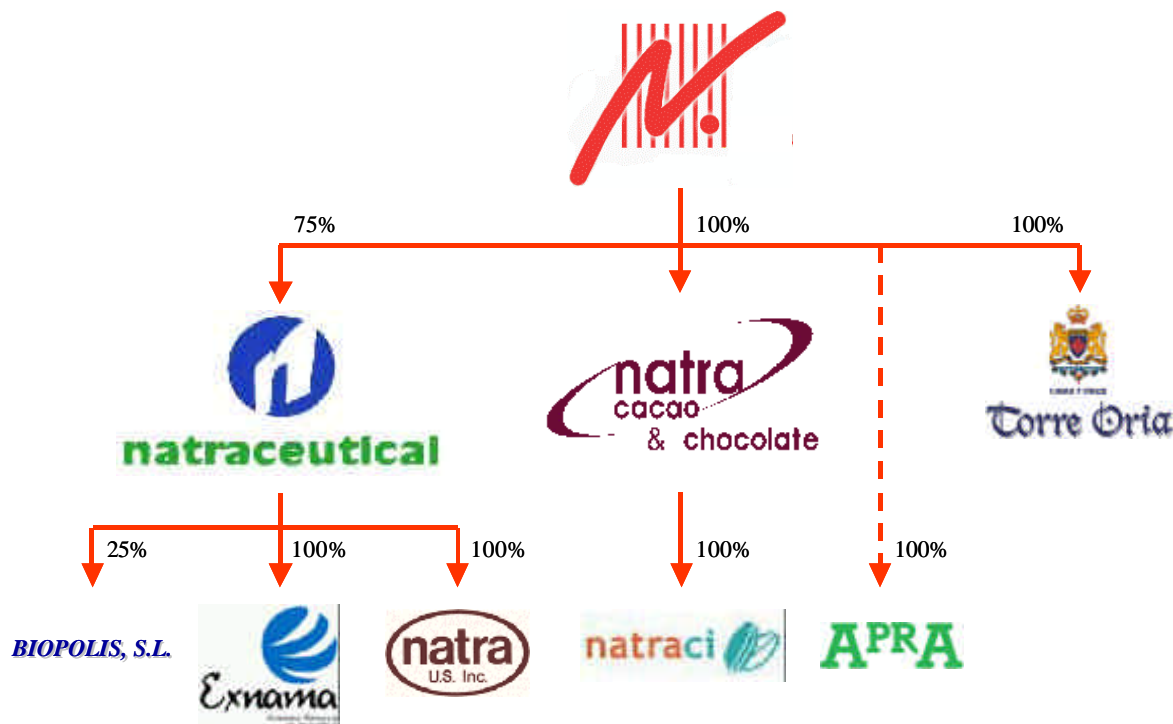 N.
75%
100%
100%
natraceutical
natra
cacao
& chocolate
Torre Oria
25%
100%
100%
100%
100%
BIOPOLIS, S.L.
Exnama
natra
U.S. Inc.
natraci
APRA